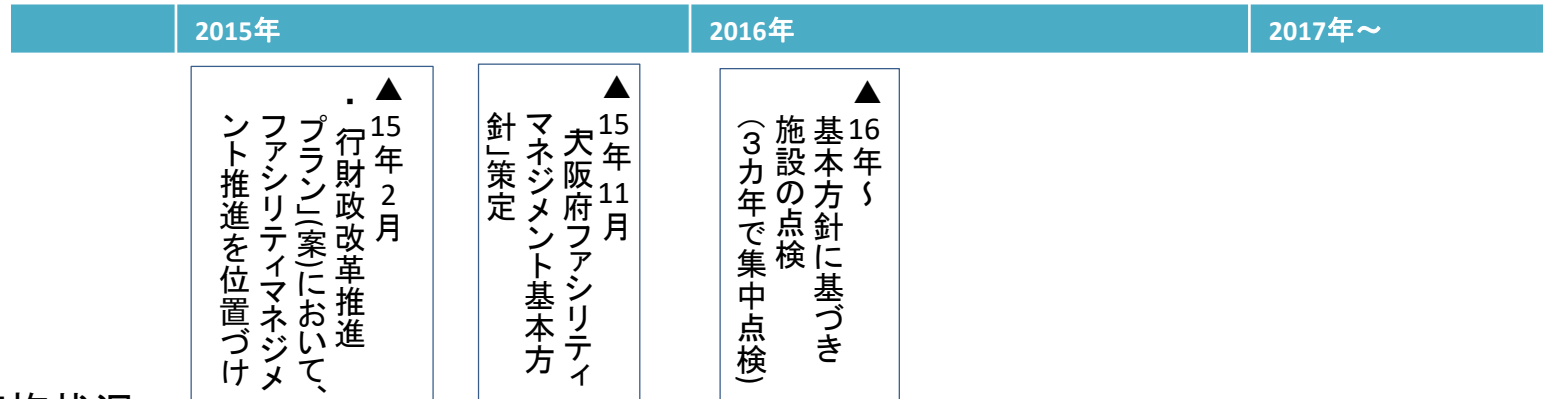 2015年
2016年
2017年～
▲15年2月
・「行財政改革推進
プラン」(案)において、
ファシリティマネジメ
ント推進を位置づけ
▲15年11月
「大阪府ファシリティ
マネジメント基本方
針」策定
▲16年～
基本方針に基づき
施設の点検
(３カ年で集中点検)